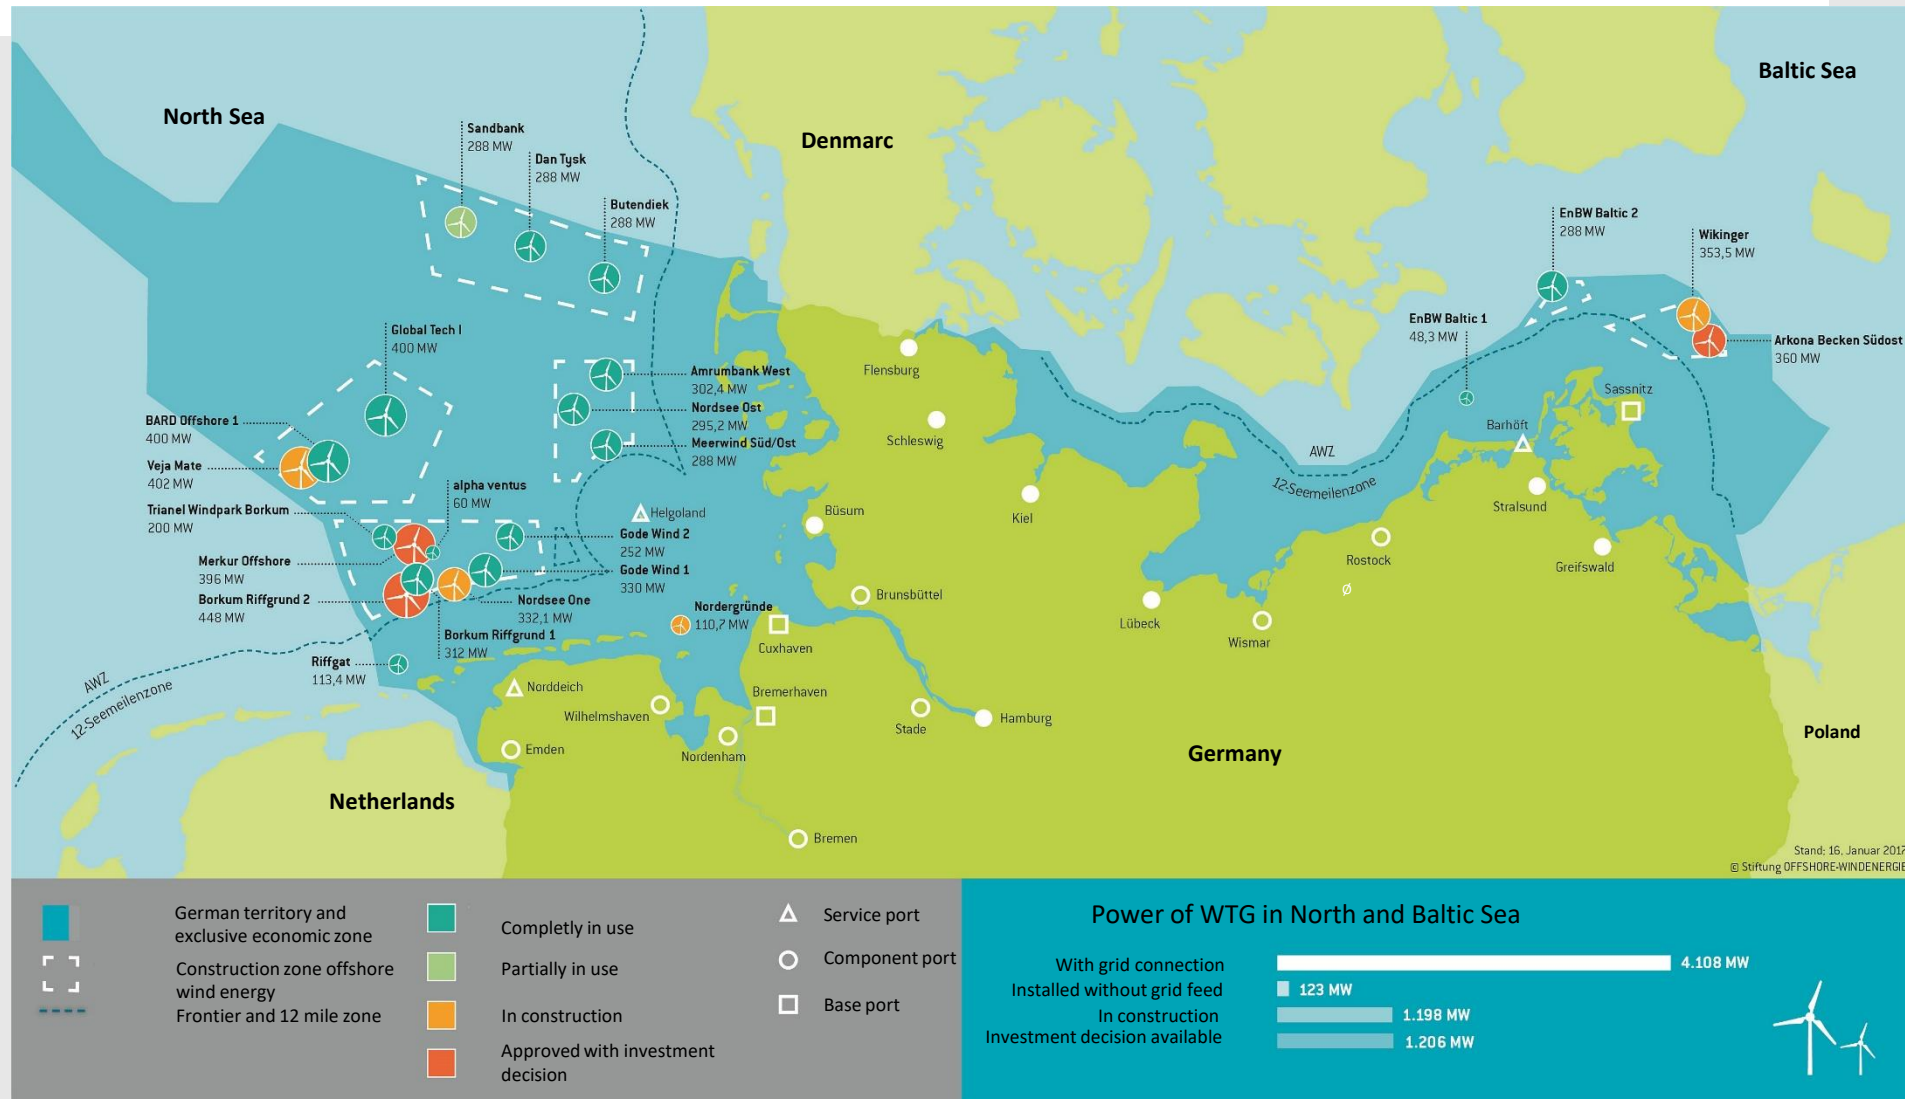 North Sea
Baltic Sea
Denmarc
Sandbank
288 MW
Dan Tysk
288 MW
Butendiek
288 MW
EnBW Baltic 2
288 MW
Wikinger
353,5 MW
Global Tech I
400 MW
EnBW Baltic 1
48,3 MW
Arkona Becken Südost
360 MW
Flensburg
Amrumbank West
302,4 MW
Nordsee Ost
295,2 MW
Meerwind Süd/Ost
288 MW
Schleswig
Sassnitz
Barhöft
BARD Offshore 1
400 MW
Veja Mate
402 MW
alpha ventus
60 MW
Trianel Windpark Borkum
200 MW
AWZ
12-Seemeilenzone
Helgoland
Büsum
Kiel
Stralsund
Gode Wind 2
252 MW
Rostock
Greifswald
Merkur Offshore
396 MW
Gode Wind 1
330 MW
Borkum Riffgrund 2
448 MW
Nordsee One
332,1 MW
Nordergründe
110,7 MW
Brunsbüttel
ø
Lübeck
Wismar
Borkum Riffgrund 1
312 MW
Cuxhaven
Riffgat
113,4 MW
AWZ
12-Seemeilenzone
Norddeich
Bremerhaven
Wilhelmshaven
Stade
Hamburg
Emden
Nordenham
Germany
Poland
Netherlands
Bremen
Stand: 16. Januar 2017
© Stiftung OFFSHORE-WINDENERGIE
German territory and
exclusive economic zone
Construction zone offshore
wind energy
Frontier and 12 mile zone
Completly in use
Partially in use
In construction
Approved with investment
decision
Service port
Component port
Base port
Power of WTG in North and Baltic Sea
With grid connection
4.108 MW
Installed without grid feed
123 MW
In construction
1.198 MW
Investment decision available
1.206 MW